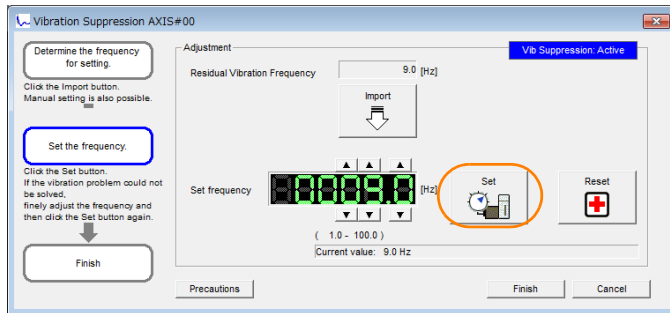 Vibration Suppression AXIS#00
Determine the frequency
for setting.
Click the Import button.
Manual setting is also possible.
Set the frequency.
Click the Set button.
If the vibration problem could not
be solved,
finely adjust the frequency and
then click the Set button again.
Finish
Adjustment
Vib Suppression: Active
Residual Vibration Frequency
9.0 [Hz]
Import
Set frequency
0009.0 [Hz]
Set
Reset
( 1.0 - 100.0 )
Current value: 9.0 Hz
Precautions
Finish
Cancel